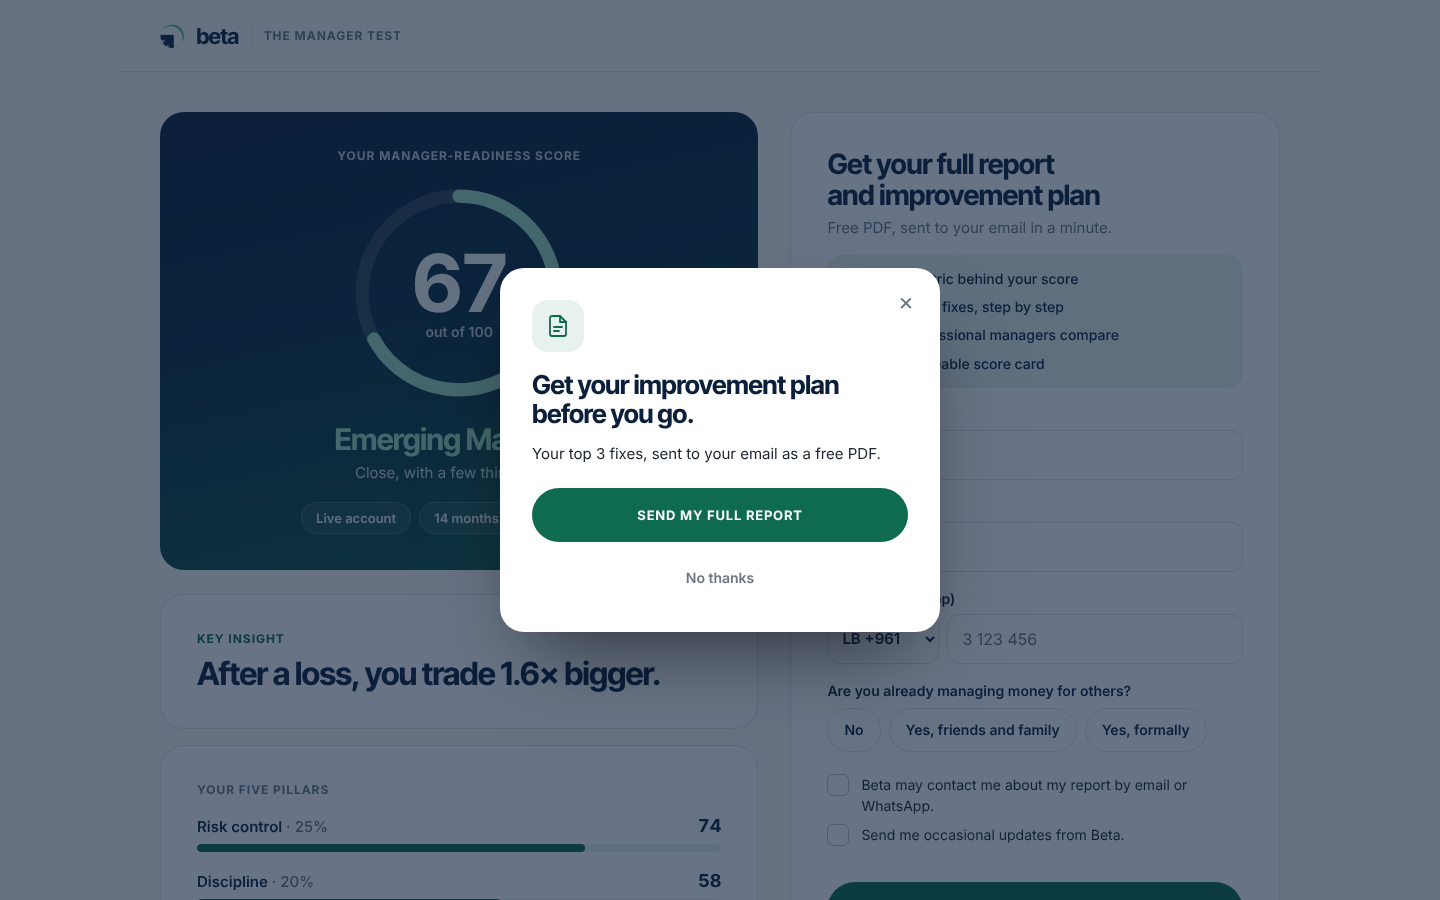 beta
THE MANAGER TEST
YOUR MANAGER-READINESS SCORE
67
out of 100
Emerging Ma
Close, with a few thin
Live account
14 months
KEY INSIGHT
After a loss, you trade 1.6× bigger.
YOUR FIVE PILLARS
Risk control · 25%
74
Discipline · 20%
58
Get your full report
and improvement plan
Free PDF, sent to your email in a minute.
ric behind your score
fixes, step by step
ssional managers compare
able score card
p)
LB +961
3 123 456
Are you already managing money for others?
No
Yes, friends and family
Yes, formally
Beta may contact me about my report by email or
WhatsApp.
Send me occasional updates from Beta.
×
Get your improvement plan
before you go.
Your top 3 fixes, sent to your email as a free PDF.
SEND MY FULL REPORT
No thanks